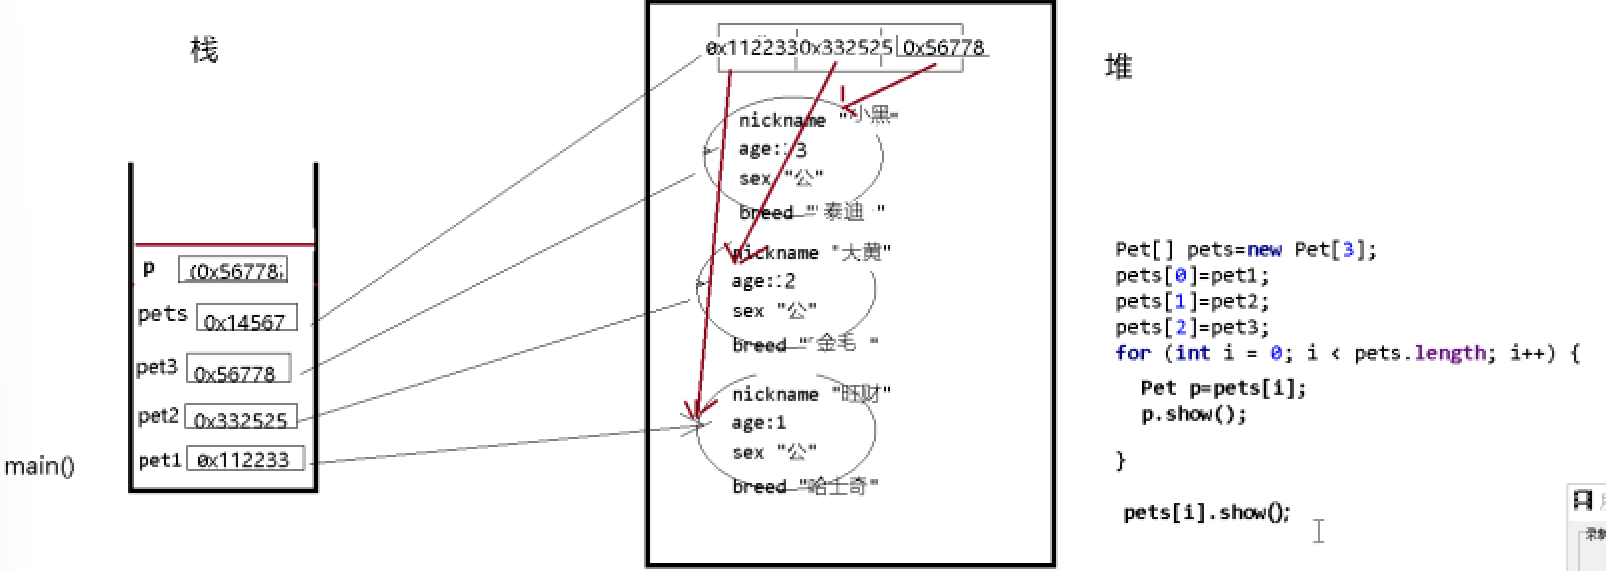 栈
p (0x56778)
pets 0x14567
pet3 0x56778
pet2 0x332525
pet1 0x112233
main()
0x112233 0x332525 0x56778
nickname "小黑"
age: 3
sex "公"
breed "泰迪 "
nickname "大黄"
age::2
sex "公"
breed "金毛 "
nickname "旺财"
age:1
sex "公"
breed "哈士奇"
堆
Pet[] pets=new Pet[3];
pets[0]=pet1;
pets[1]=pet2;
pets[2]=pet3;
for (int i = 0; i < pets.length; i++) {
Pet p=pets[i];
p.show();
}
pets[i].show();